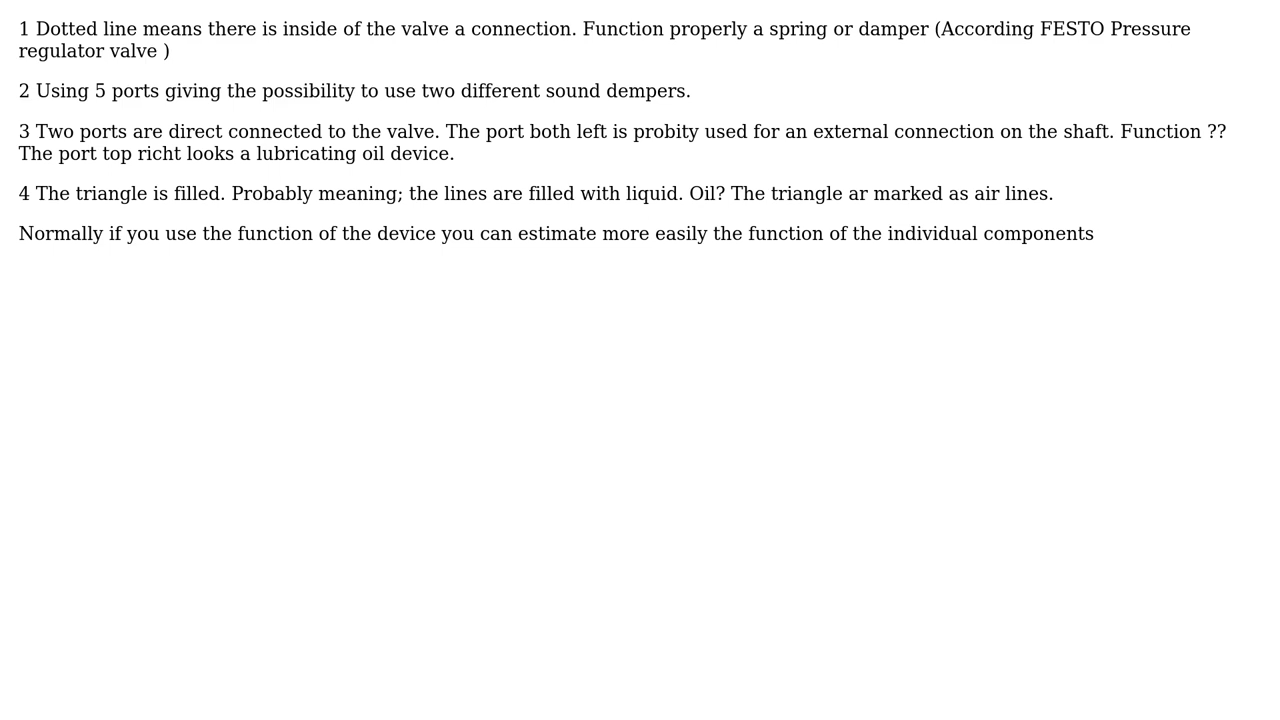 1 Dotted line means there is inside of the valve a connection. Function properly a spring or damper (According FESTO Pressure
regulator valve )
2 Using 5 ports giving the possibility to use two different sound dempers.
3 Two ports are direct connected to the valve. The port both left is probity used for an external connection on the shaft. Function ??
The port top richt looks a lubricating oil device.
4 The triangle is filled. Probably meaning; the lines are filled with liquid. Oil? The triangle ar marked as air lines.
Normally if you use the function of the device you can estimate more easily the function of the individual components